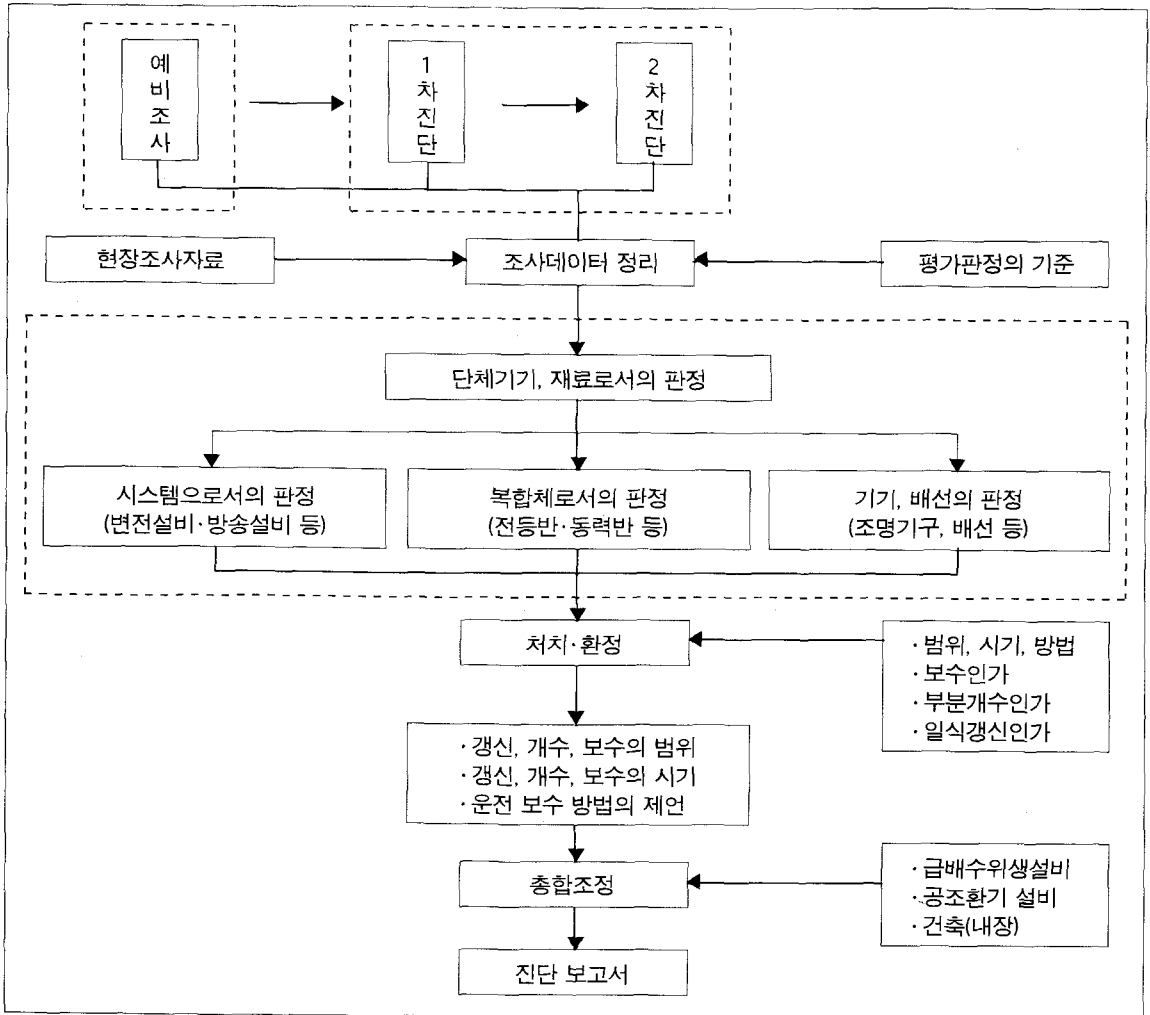 예비조사
1차진단
2차진단
현장조사자료
조사데이터 정리
평가판정의 기준
단체기기, 재료로서의 판정
시스템으로서의 판정
(변전설비·방송설비 등)
복합체로서의 판정
(전등반·동력반 등)
기기, 배선의 판정
(조명기구, 배선 등)
처치·환정
·범위, 시기, 방법
·보수인가
·부분개수인가
·일식갱신인가
·갱신, 개수, 보수의 범위
·갱신, 개수, 보수의 시기
·운전 보수 방법의 제언
총합조정
·급배수위생설비
·공조환기 설비
·건축(내장)
진단 보고서